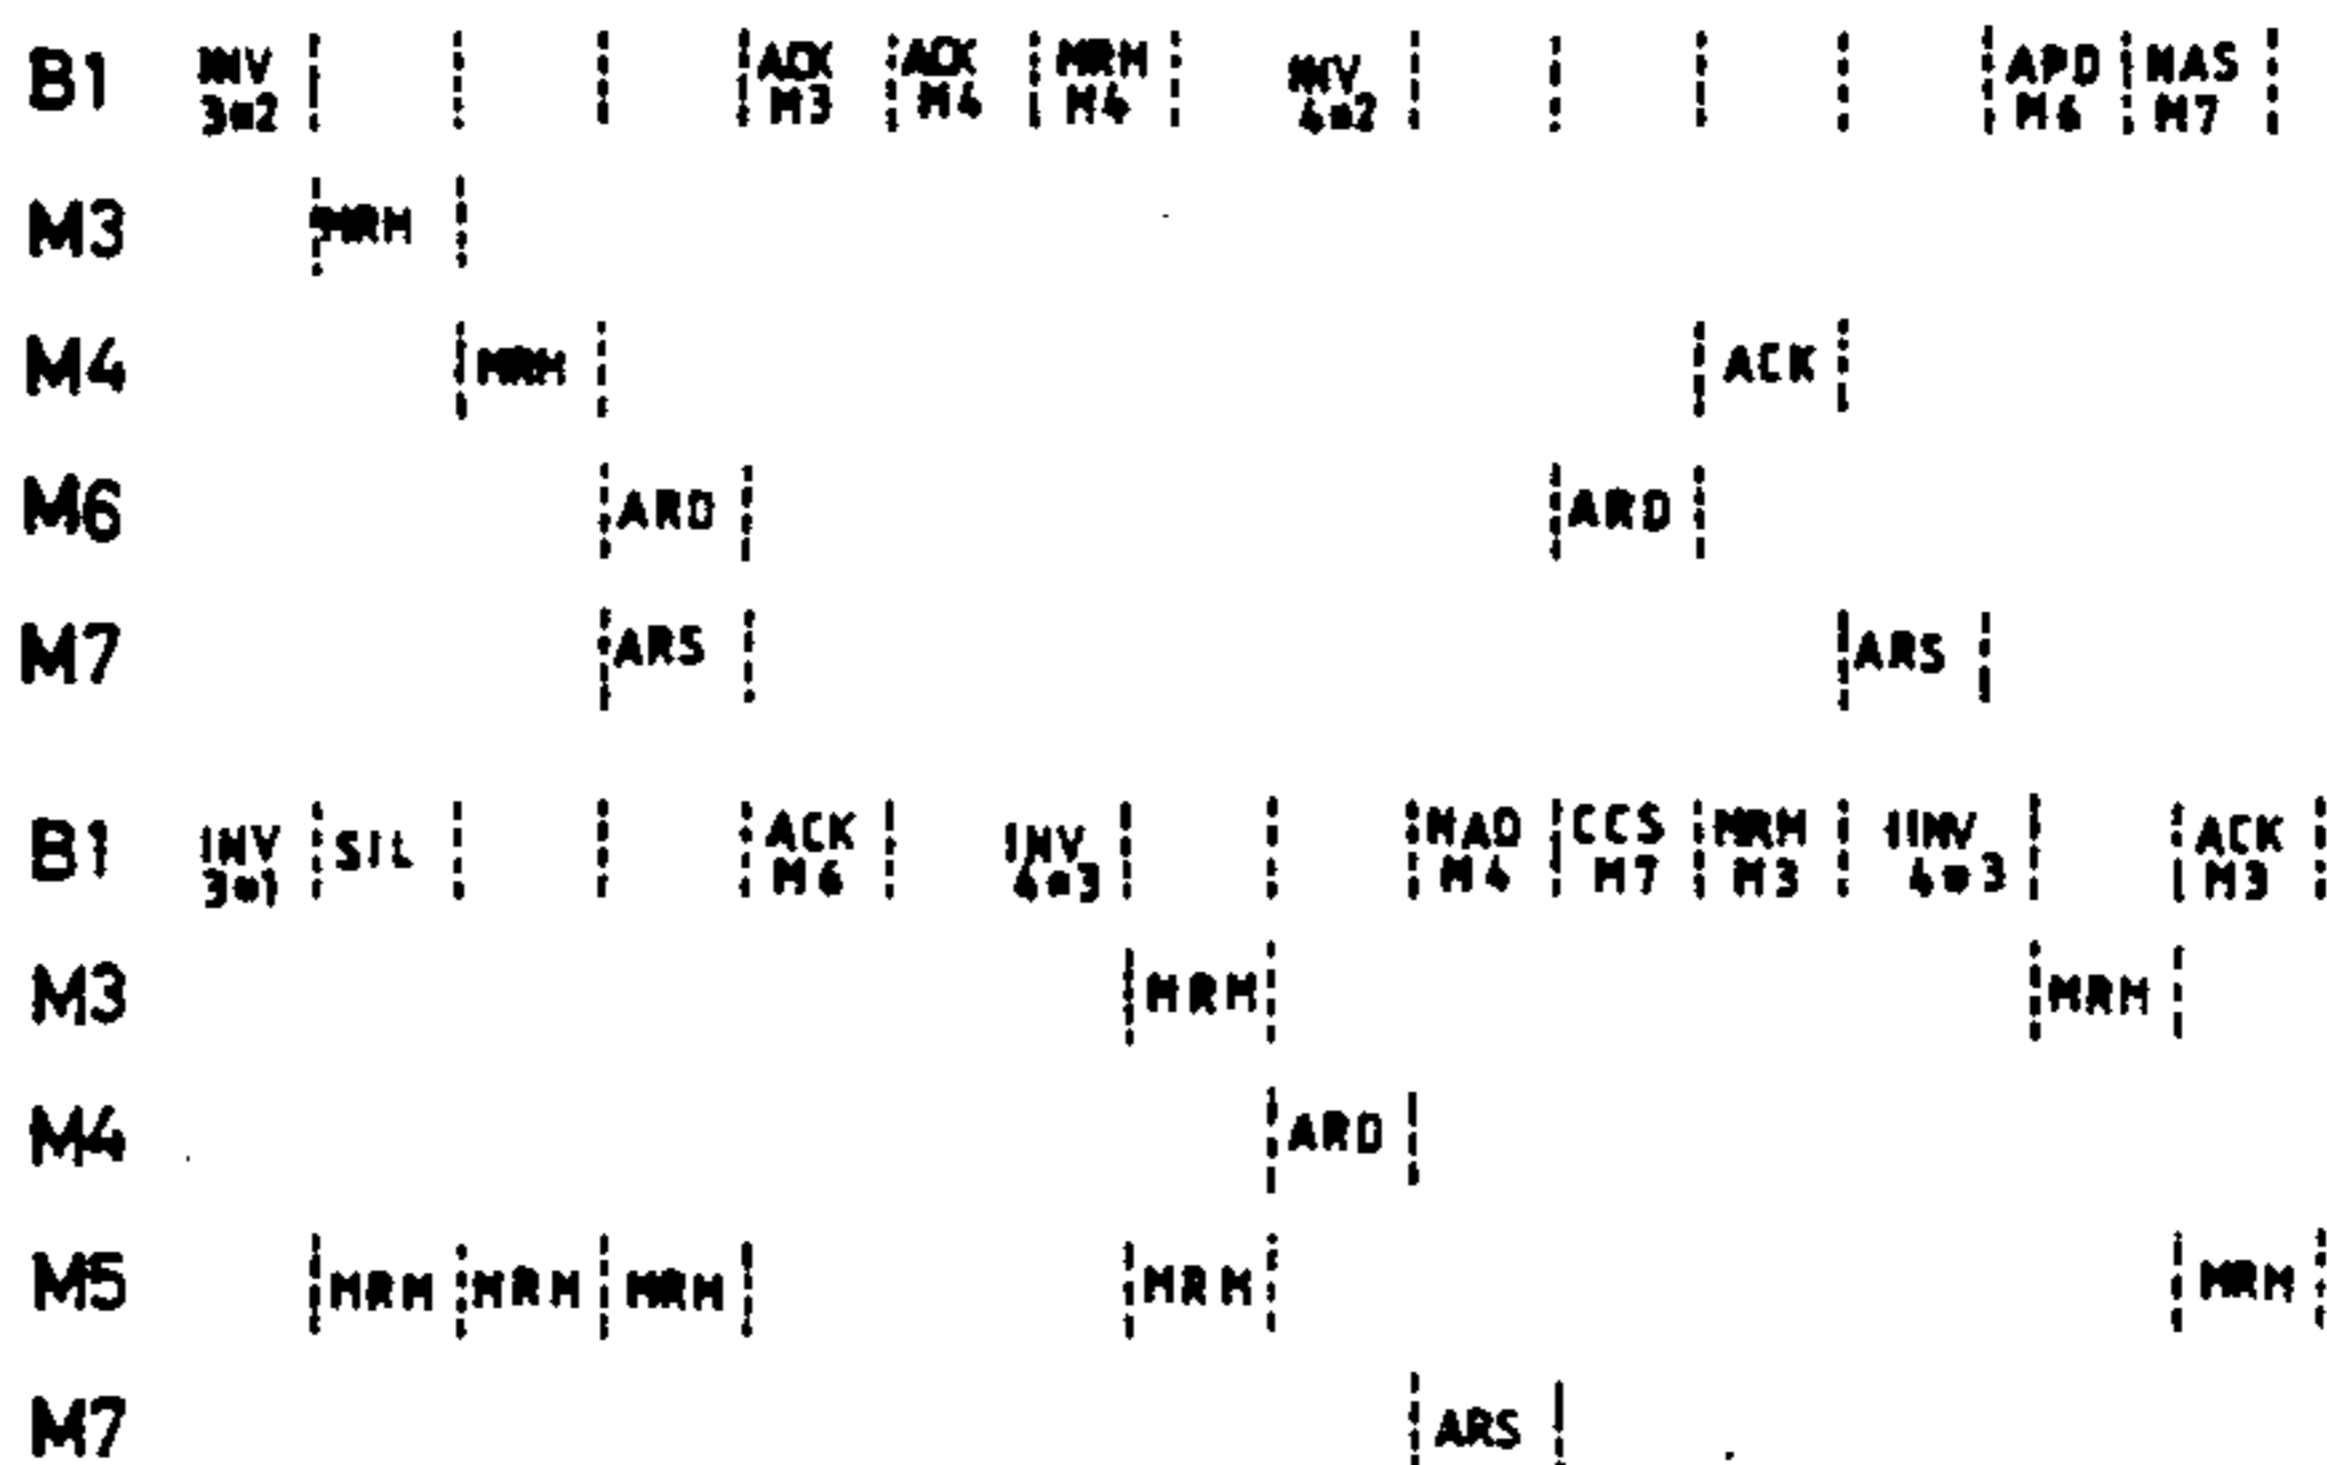 B1 INV ACK ACK MRM INV APD NAS
3*2 M3 M4 M4 4*2 M6 M7
M3 MRM
M4 MRM ACK
M6 ARD ARD
M7 ARS ARS
B1 INV SIL ACK INV NAD CCS MRM INV ACK
3*1 M6 4*3 M4 M7 M3 4*3 M3
M3 MRM MRM
M4 ARD
M5 MRM MRM MRM MRM MRM
M7 ARS